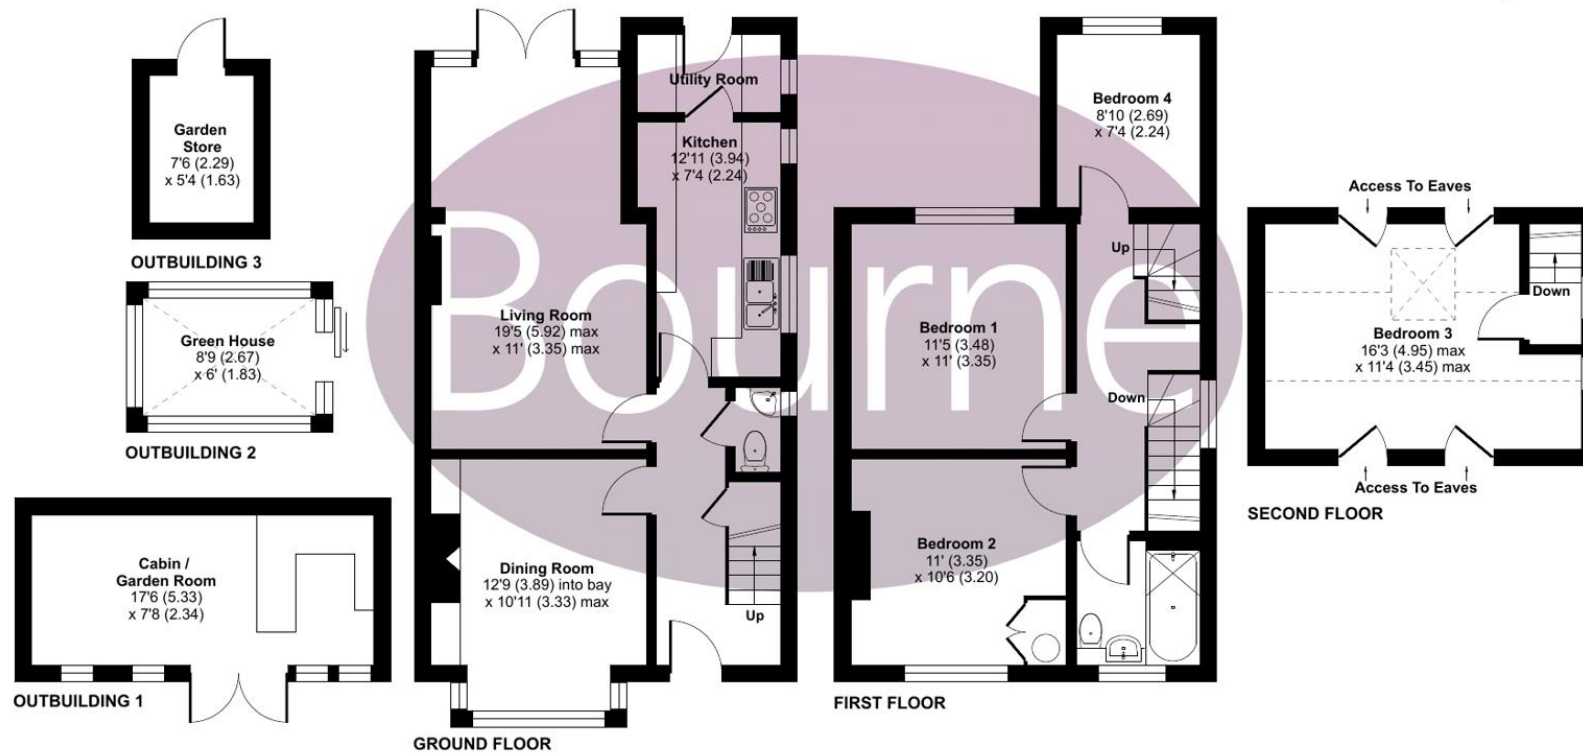 Garden
Store
7'6 (2.29)
x 5'4 (1.63)
OUTBUILDING 3
Green House
8'9 (2.67)
x 6' (1.83)
OUTBUILDING 2
Cabin /
Garden Room
17'6 (5.33)
x 7'8 (2.34)
OUTBUILDING 1
Utility Room
Kitchen
12'11 (3.94)
x 7'4 (2.24)
Living Room
19'5 (5.92) max
x 11' (3.35) max
Dining Room
12'9 (3.89) into bay
x 10'11 (3.33) max
Up
GROUND FLOOR
Bourne
Bedroom 4
8'10 (2.69)
x 7'4 (2.24)
Up
Bedroom 1
11'5 (3.48)
x 11' (3.35)
Down
Bedroom 2
11' (3.35)
x 10'6 (3.20)
FIRST FLOOR
Access To Eaves
Down
Bedroom 3
16'3 (4.95) max
x 11'4 (3.45) max
Access To Eaves
SECOND FLOOR